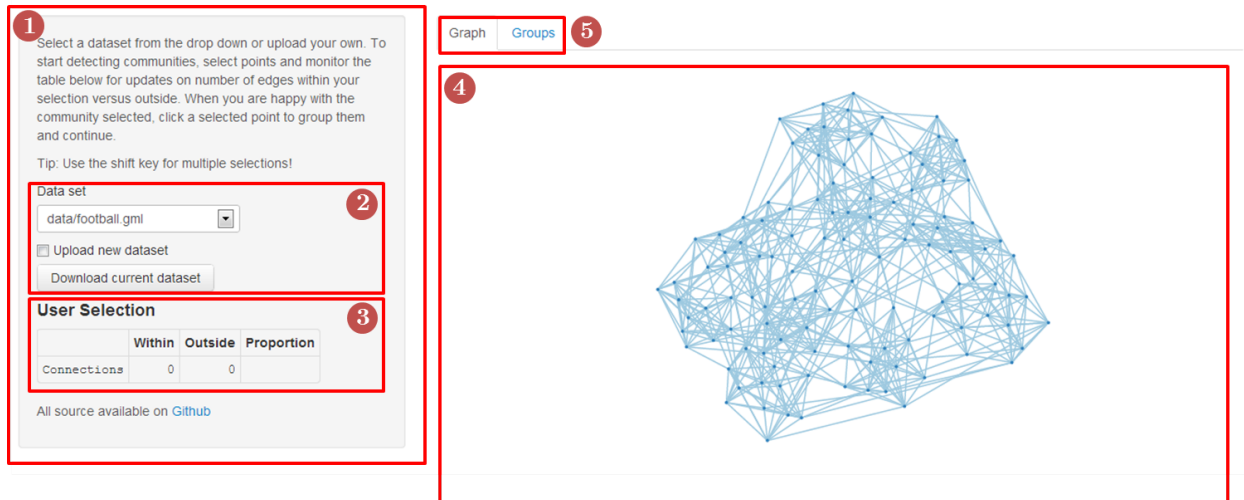 1
Select a dataset from the drop down or upload your own. To
start detecting communities, select points and monitor the
table below for updates on number of edges within your
selection versus outside. When you are happy with the
community selected, click a selected point to group them
and continue.
Tip: Use the shift key for multiple selections!
Data set
2
data/football.gml
Upload new dataset
Download current dataset
User Selection
3
Within Outside Proportion
Connections 0 0
All source available on Github
Graph Groups
5
4